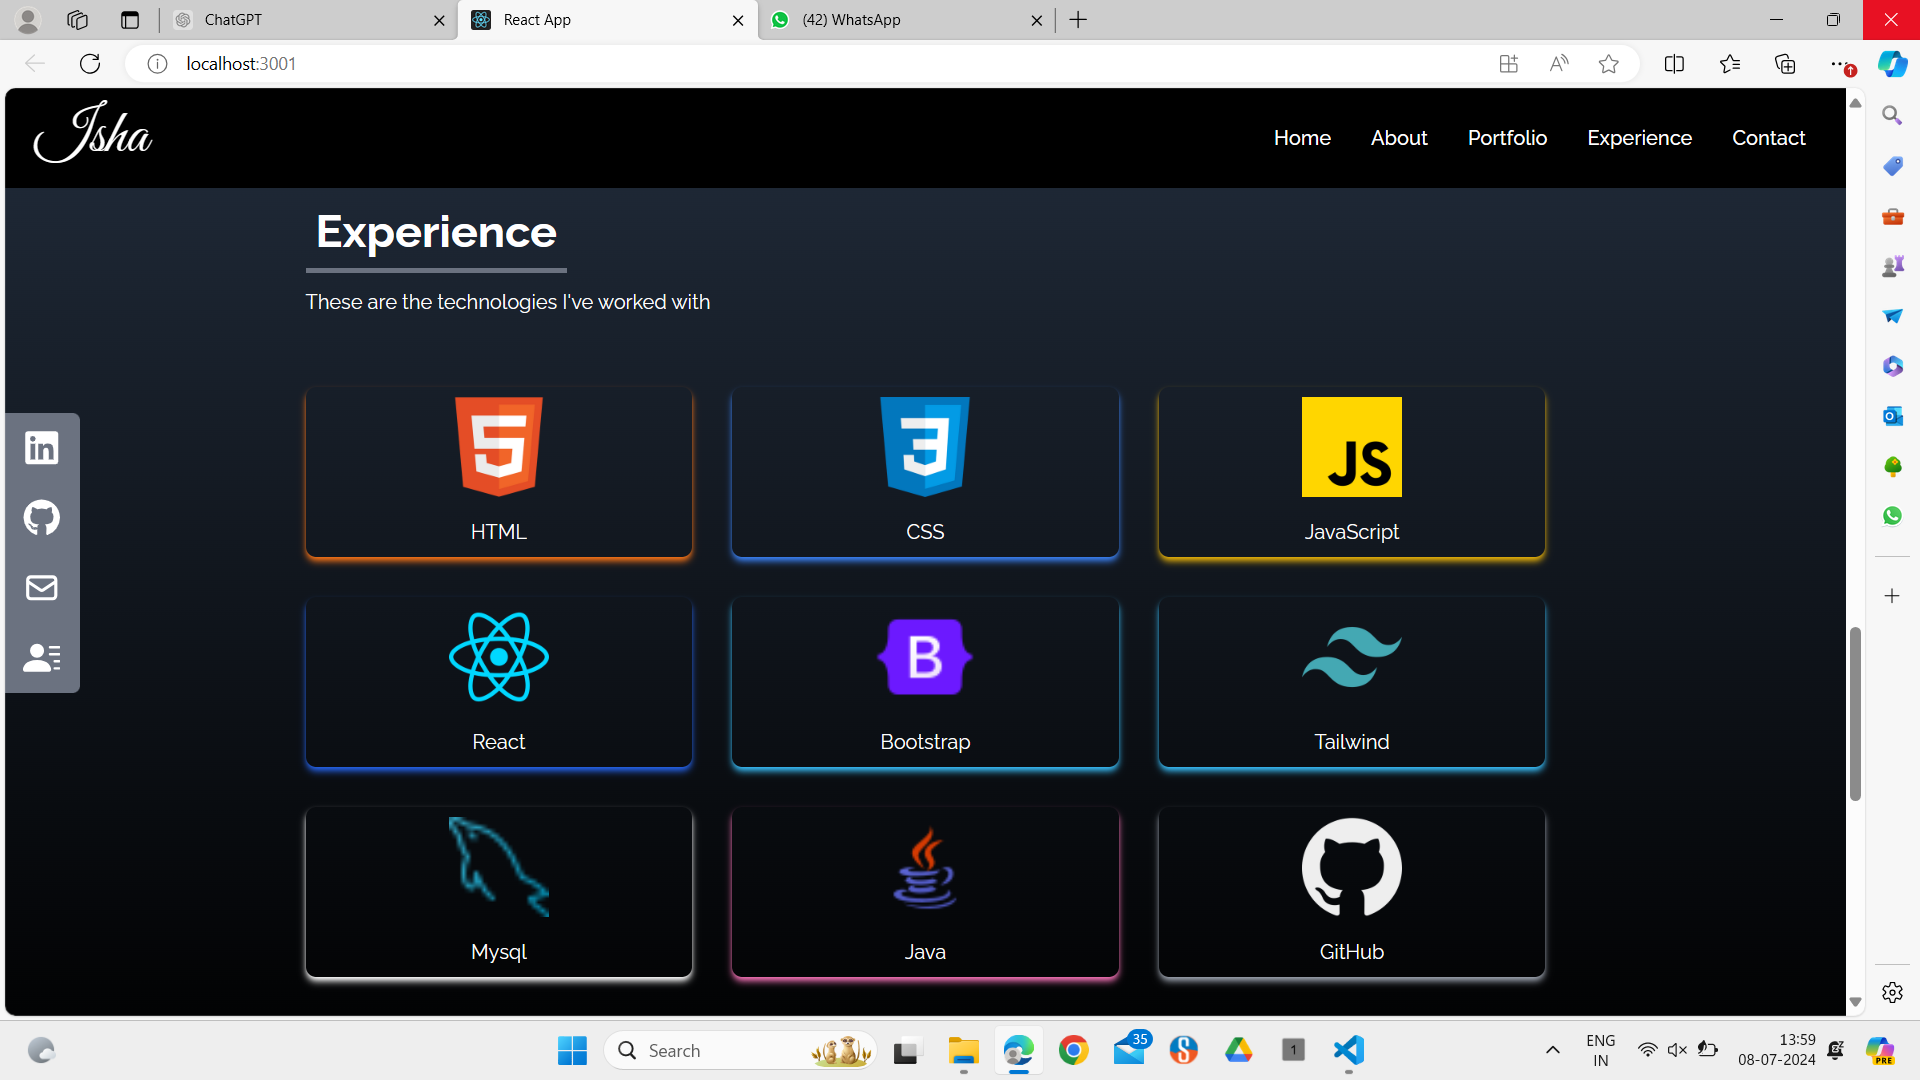 ChatGPT
React App
(42) WhatsApp
localhost:3001
Isha
Home About Portfolio Experience Contact
Experience
These are the technologies I've worked with
HTML
CSS
JS
JavaScript
React
B
Bootstrap
Tailwind
Mysql
Java
GitHub
in
Search
35
S
1
ENG
IN
13:59
08-07-2024
PRE